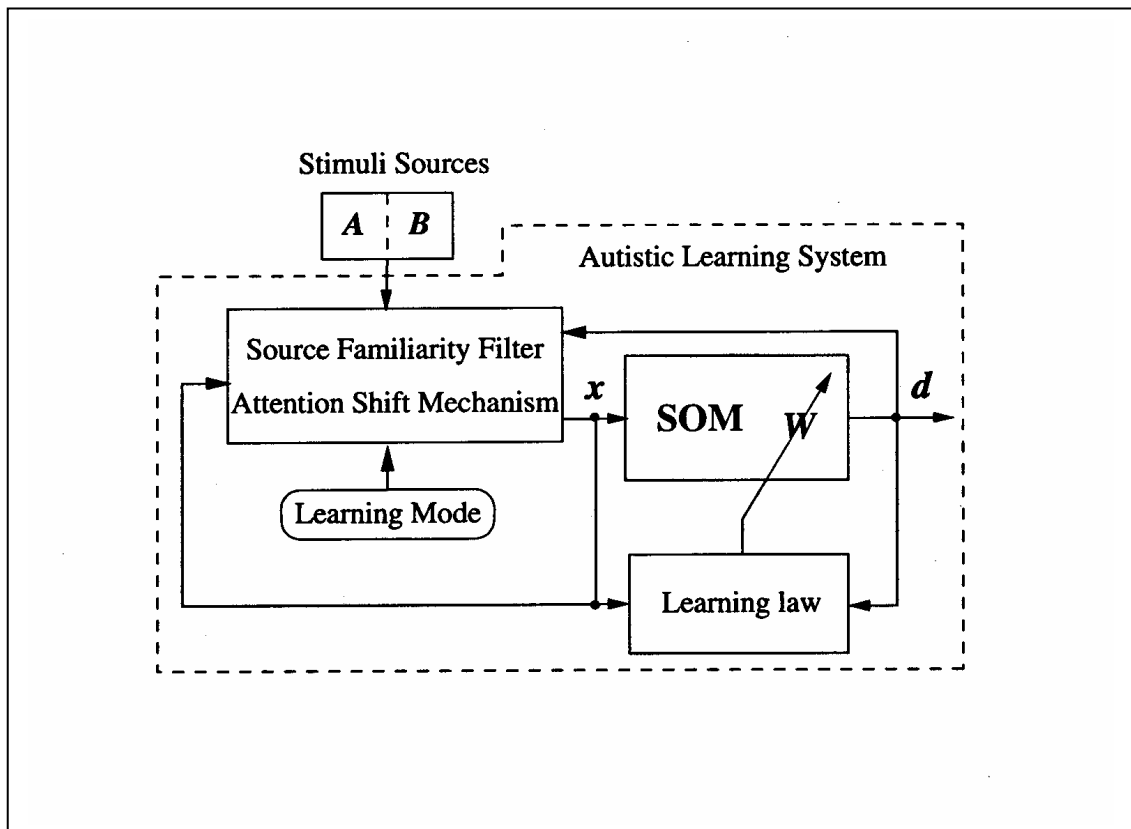 Stimuli Sources
A B
Autistic Learning System
Source Familiarity Filter
Attention Shift Mechanism
x
SOM W
d
Learning Mode
Learning law